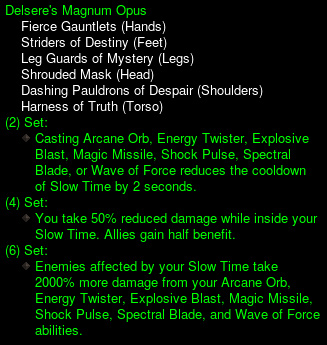 Delsere's Magnum Opus
Fierce Gauntlets (Hands)
Striders of Destiny (Feet)
Leg Guards of Mystery (Legs)
Shrouded Mask (Head)
Dashing Pauldrons of Despair (Shoulders)
Harness of Truth (Torso)
(2) Set:
Casting Arcane Orb, Energy Twister, Explosive
Blast, Magic Missile, Shock Pulse, Spectral
Blade, or Wave of Force reduces the cooldown
of Slow Time by 2 seconds.
(4) Set:
You take 50% reduced damage while inside your
Slow Time. Allies gain half benefit.
(6) Set:
Enemies affected by your Slow Time take
2000% more damage from your Arcane Orb,
Energy Twister, Explosive Blast, Magic Missile,
Shock Pulse, Spectral Blade, and Wave of Force
abilities.